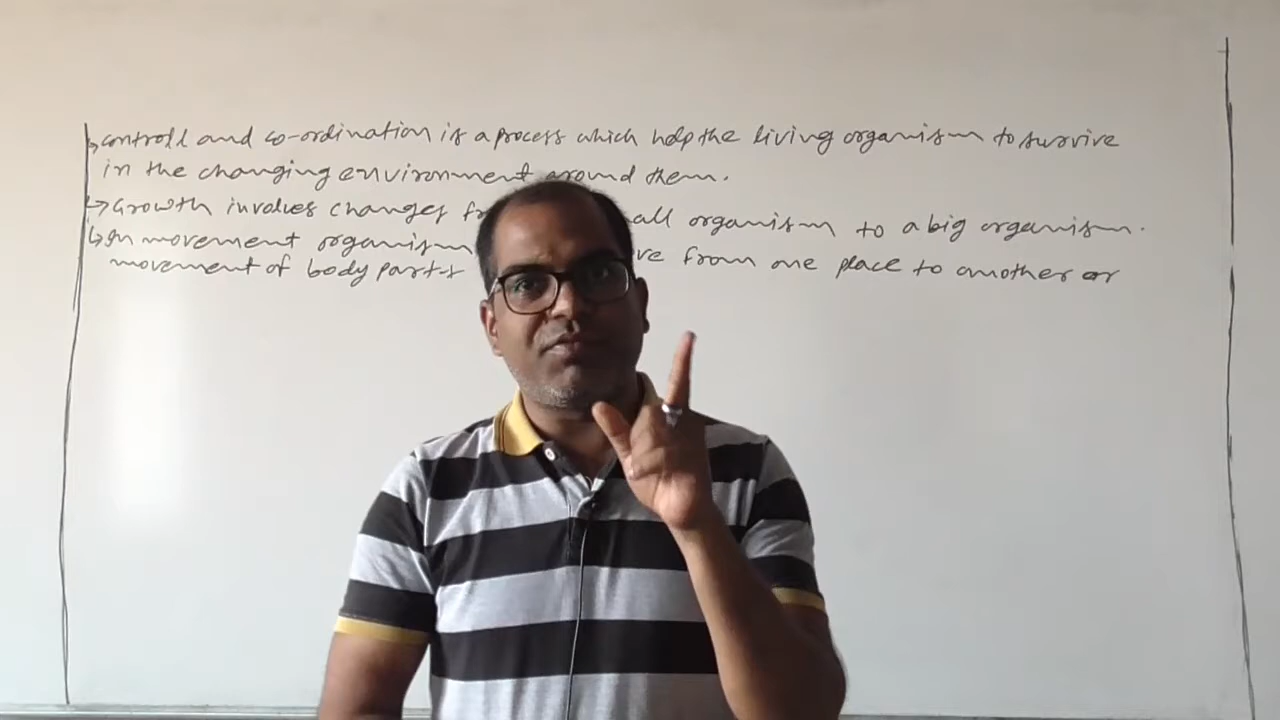 ↳ controll and co-ordination is a process which help the living organism to survive
in the changing environment around them.
↳ Growth involves changes all organism to a big organism.
↳ In movement organism from one place to another or
movement of body parts